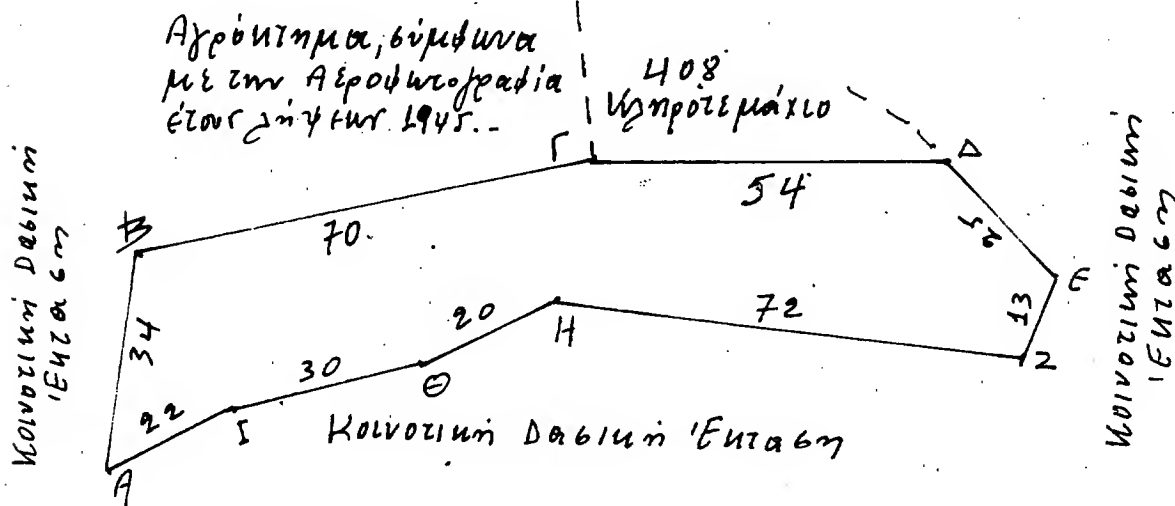 Αγρόκτημα, σύμφωνα
με την Αεροφωτογραφία
έτους λήψεως 1945..
408
Κληροτεμάχιο
Γ
Δ
54
Β
70.
25
Ε
Κοινοτική Δασική
Έκταση
34
20
Η
72
13
Ζ
30
Θ
22
Ι
Κοινοτική Δασική Έκταση
Α
Κοινοτική Δασική
Έκταση